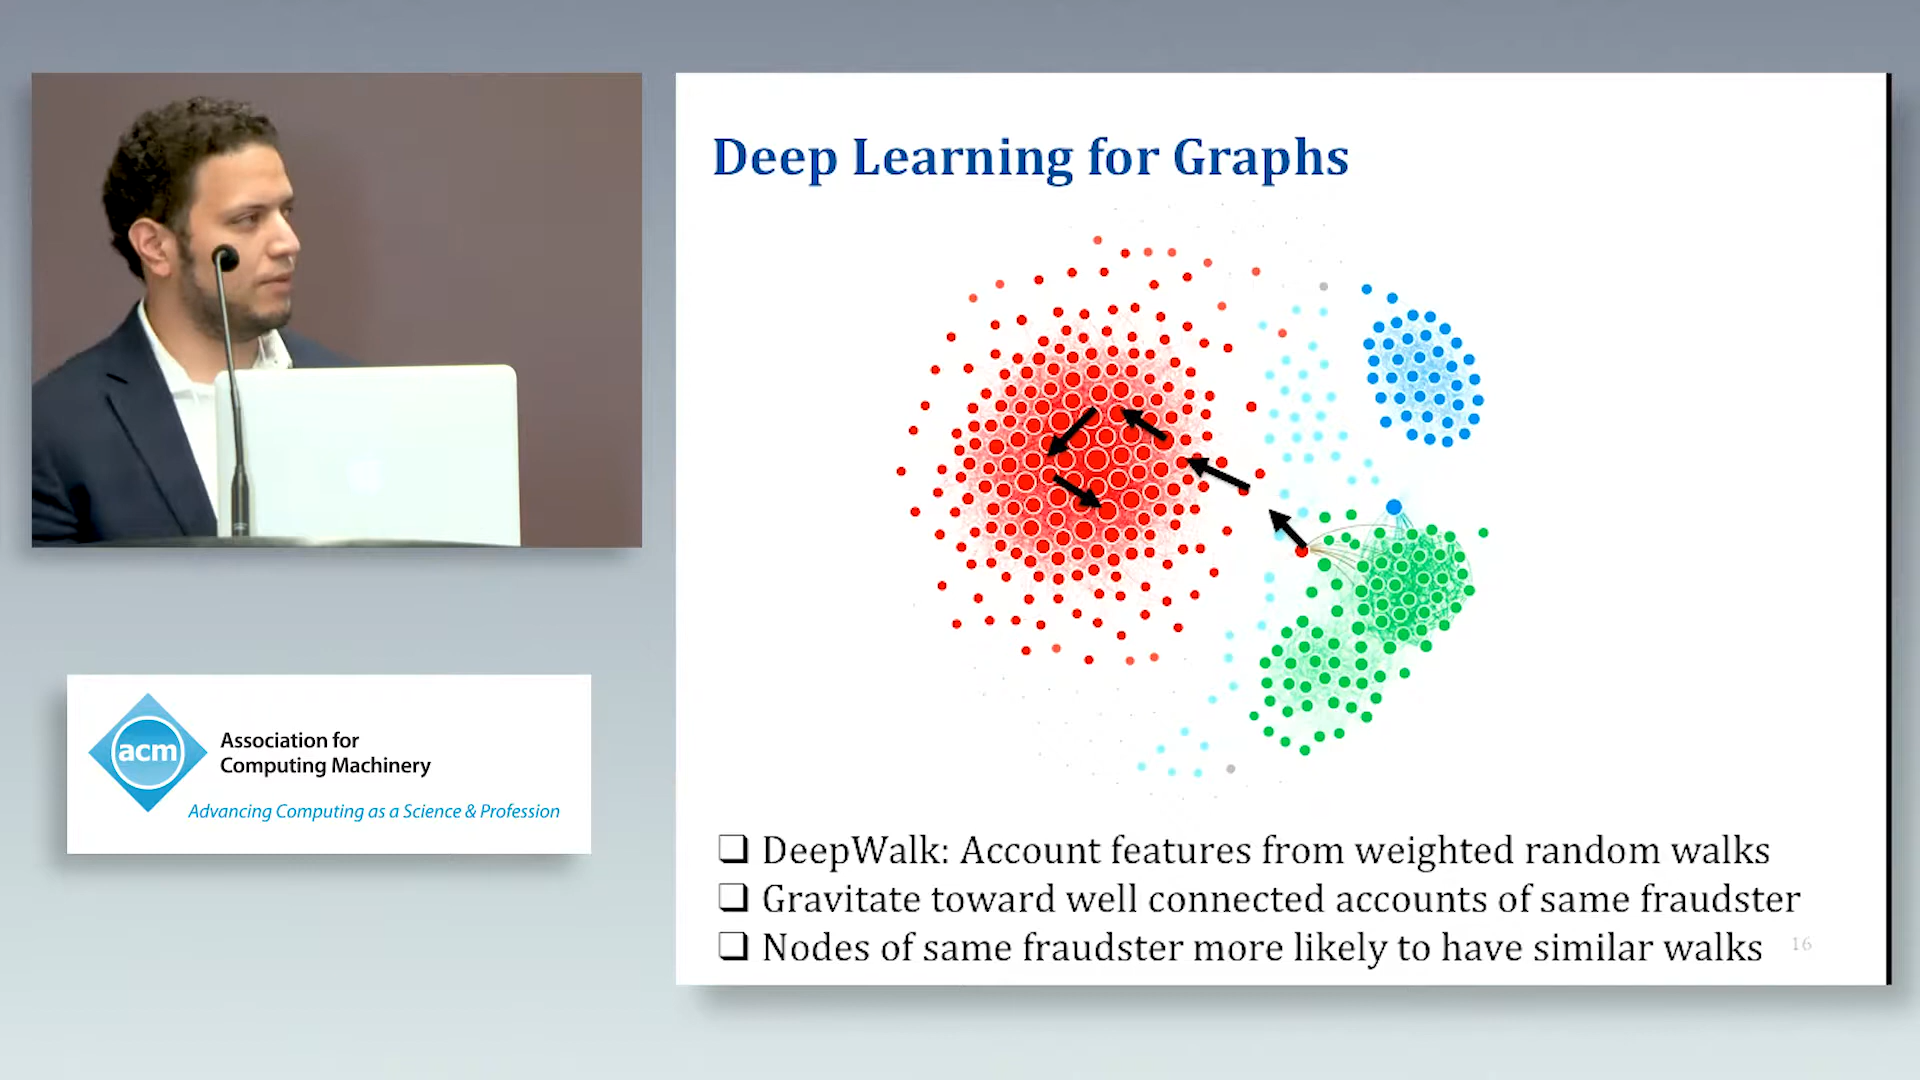 Deep Learning for Graphs
acm
Association for
Computing Machinery
Advancing Computing as a Science & Profession
DeepWalk: Account features from weighted random walks
Gravitate toward well connected accounts of same fraudster
Nodes of same fraudster more likely to have similar walks
16